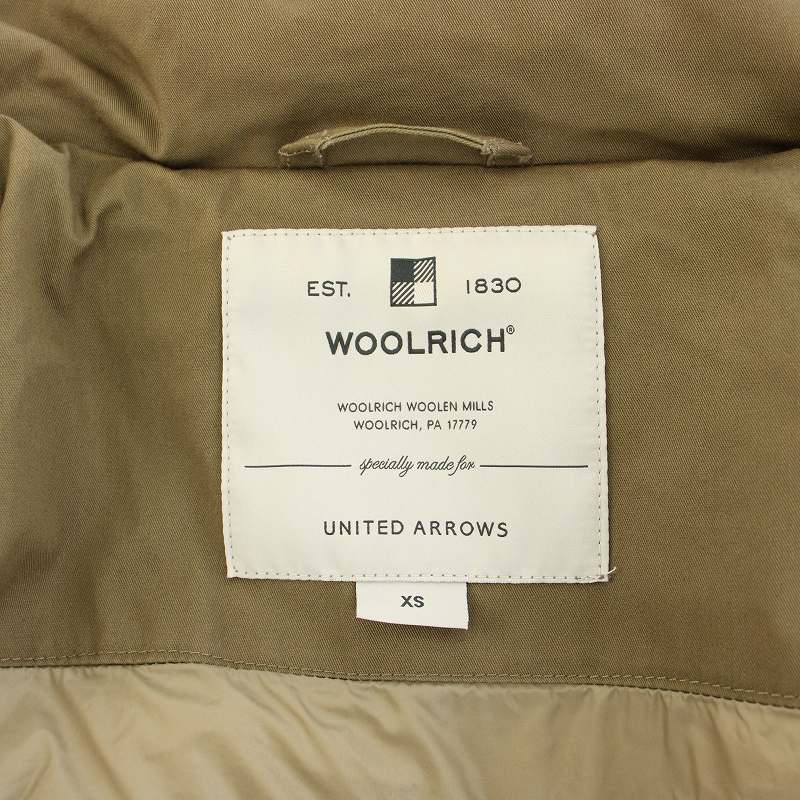 EST. 1830
WOOLRICH®
WOOLRICH WOOLEN MILLS
WOOLRICH, PA 17779
specially made for
UNITED ARROWS
XS